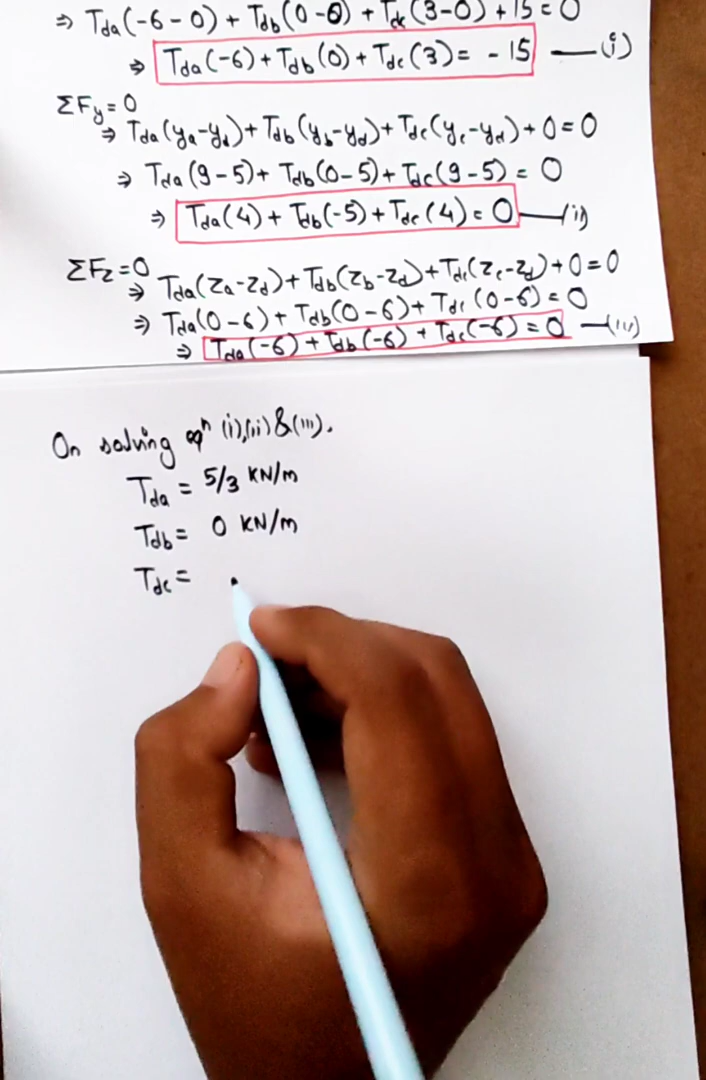 ⇒ Tda(-6-0) + Tdb(0-0) + Tdc(3-0) + 15 = 0
⇒ Tda(-6) + Tdb(0) + Tdc(3) = -15 —(i)
ΣFy = 0
⇒ Tda(ya-yd) + Tdb(yb-yd) + Tdc(yc-yd) + 0 = 0
⇒ Tda(9-5) + Tdb(0-5) + Tdc(9-5) = 0
⇒ Tda(4) + Tdb(-5) + Tdc(4) = 0 —(ii)
ΣFz = 0
⇒ Tda(za-zd) + Tdb(zb-zd) + Tdc(zc-zd) + 0 = 0
⇒ Tda(0-6) + Tdb(0-6) + Tdc(0-6) = 0
⇒ Tda(-6) + Tdb(-6) + Tdc(-6) = 0 —(iii)
On solving eqn (i),(ii) & (iii).
Tda = 5/3 KN/m
Tdb = 0 KN/m
Tdc =